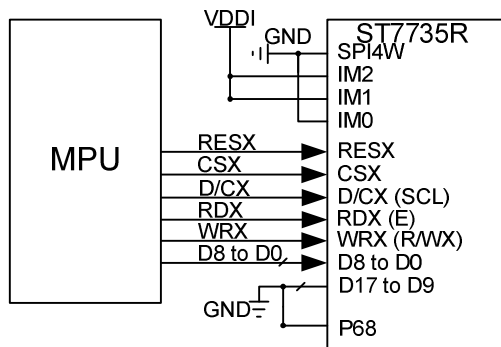 VDDI
ST7735R
GND
SPI4W
IM2
IM1
IM0
MPU
RESX
RESX
CSX
CSX
D/CX
D/CX (SCL)
RDX
RDX (E)
WRX
WRX (R/WX)
D8 to D0
D8 to D0
D17 to D9
GND
P68